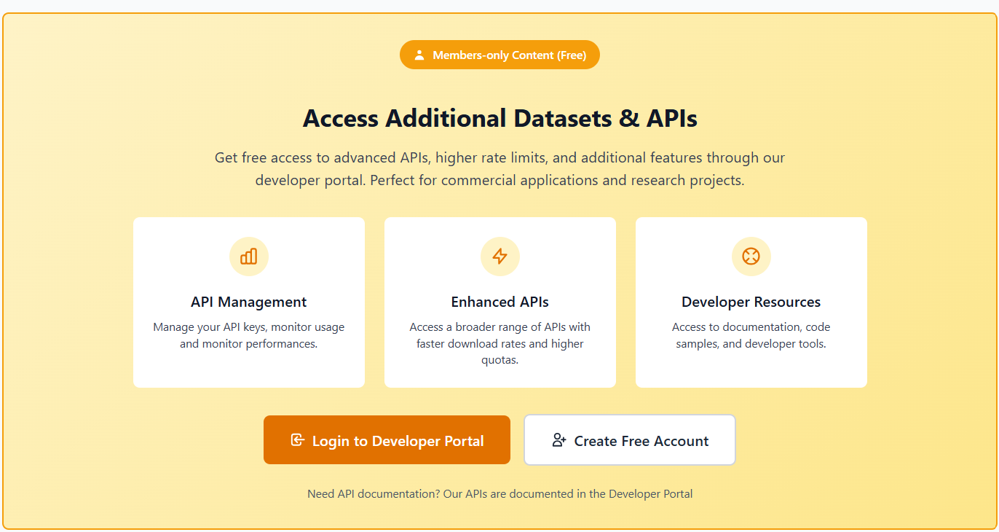 Members-only Content (Free)
Access Additional Datasets & APIs
Get free access to advanced APIs, higher rate limits, and additional features through our
developer portal. Perfect for commercial applications and research projects.
API Management
Manage your API keys, monitor usage
and monitor performances.
Enhanced APIs
Access a broader range of APIs with
faster download rates and higher
quotas.
Developer Resources
Access to documentation, code
samples, and developer tools.
Login to Developer Portal
Create Free Account
Need API documentation? Our APIs are documented in the Developer Portal